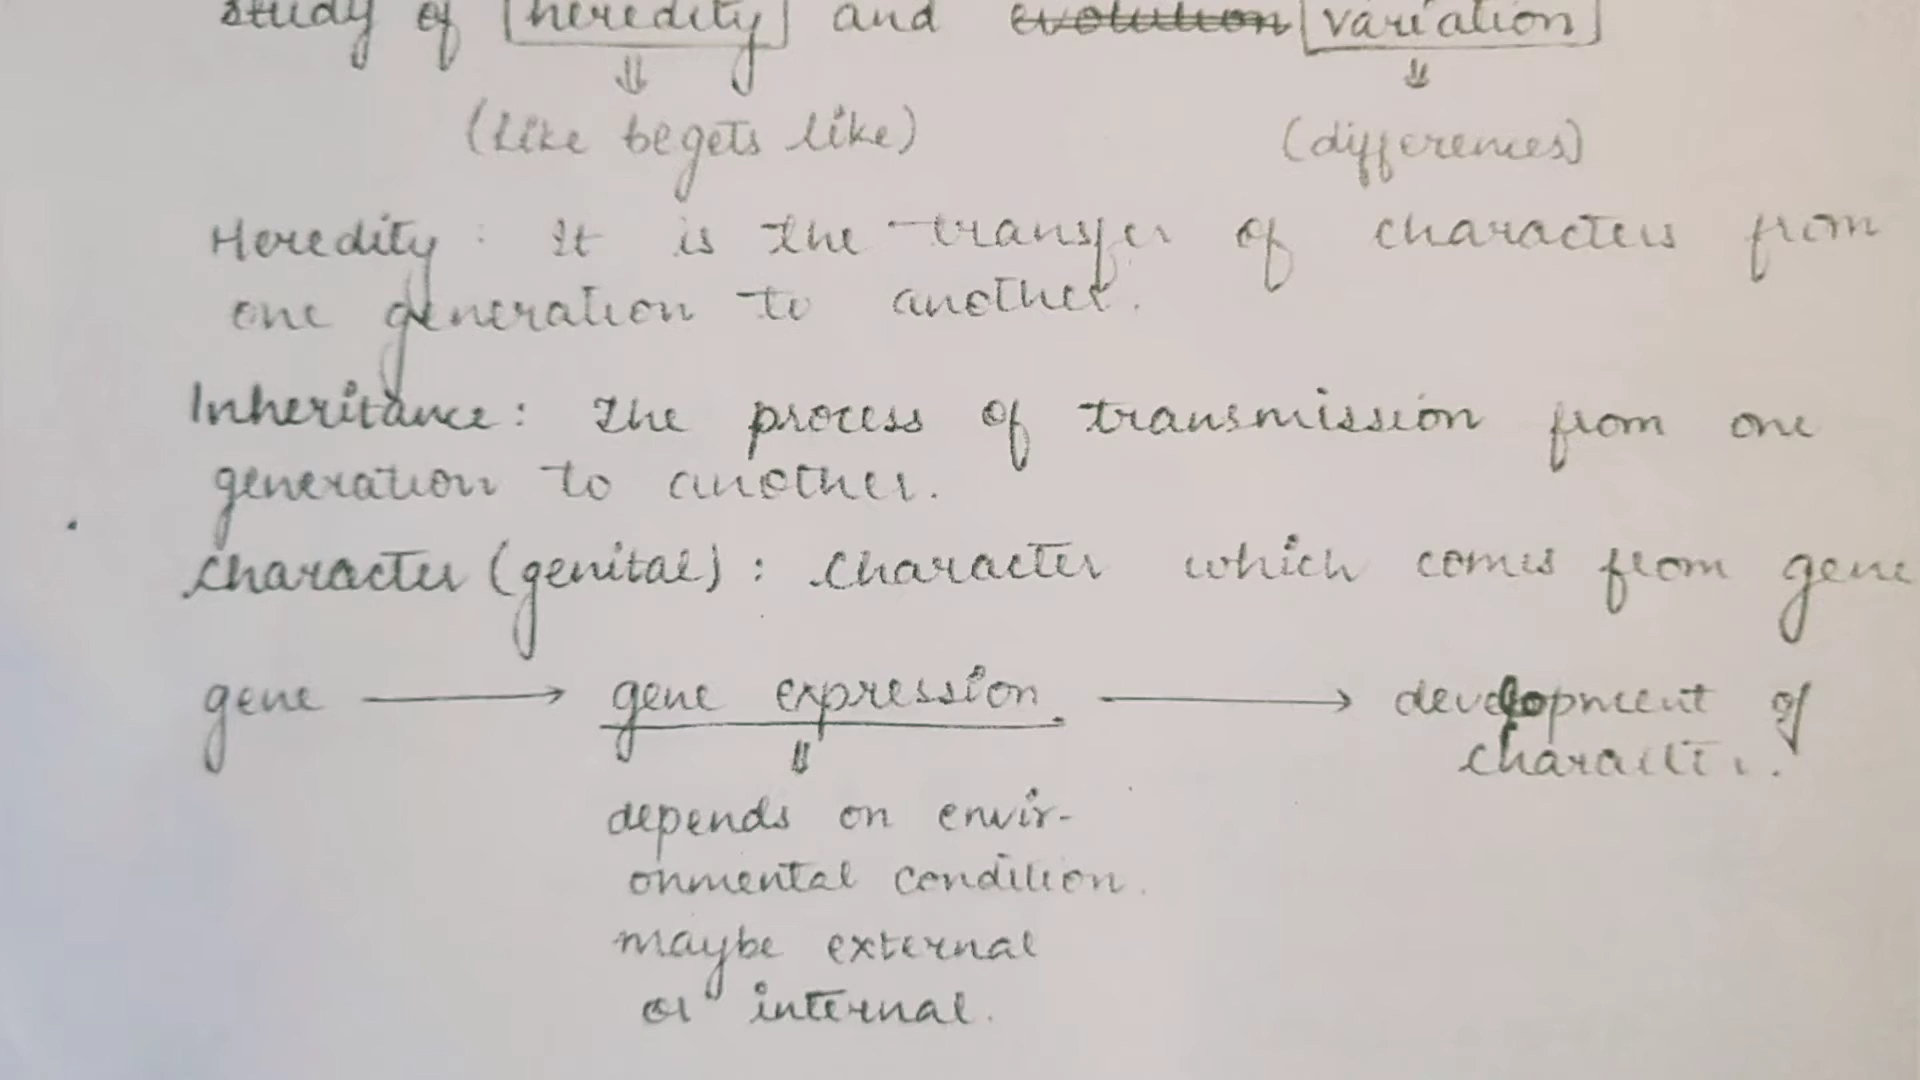 study of heredity and evolution variation
(like begets like) (differences)
Heredity : It is the transfer of characters from
one generation to another.
Inheritance : The process of transmission from one
generation to another.
Character (genital) : Character which comes from gene
gene → gene expression. → development of
character.
depends on envir-
onmental condition.
maybe external
or internal.